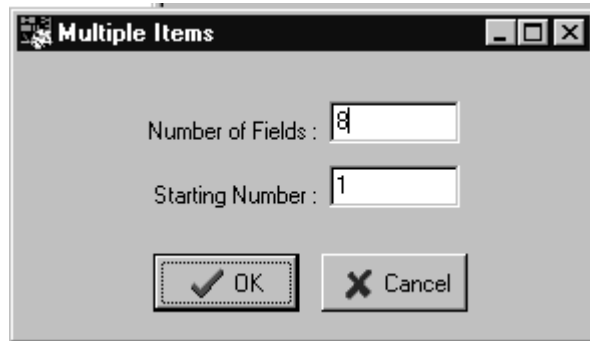 Multiple Items
Number of Fields : 8
Starting Number : 1
OK Cancel